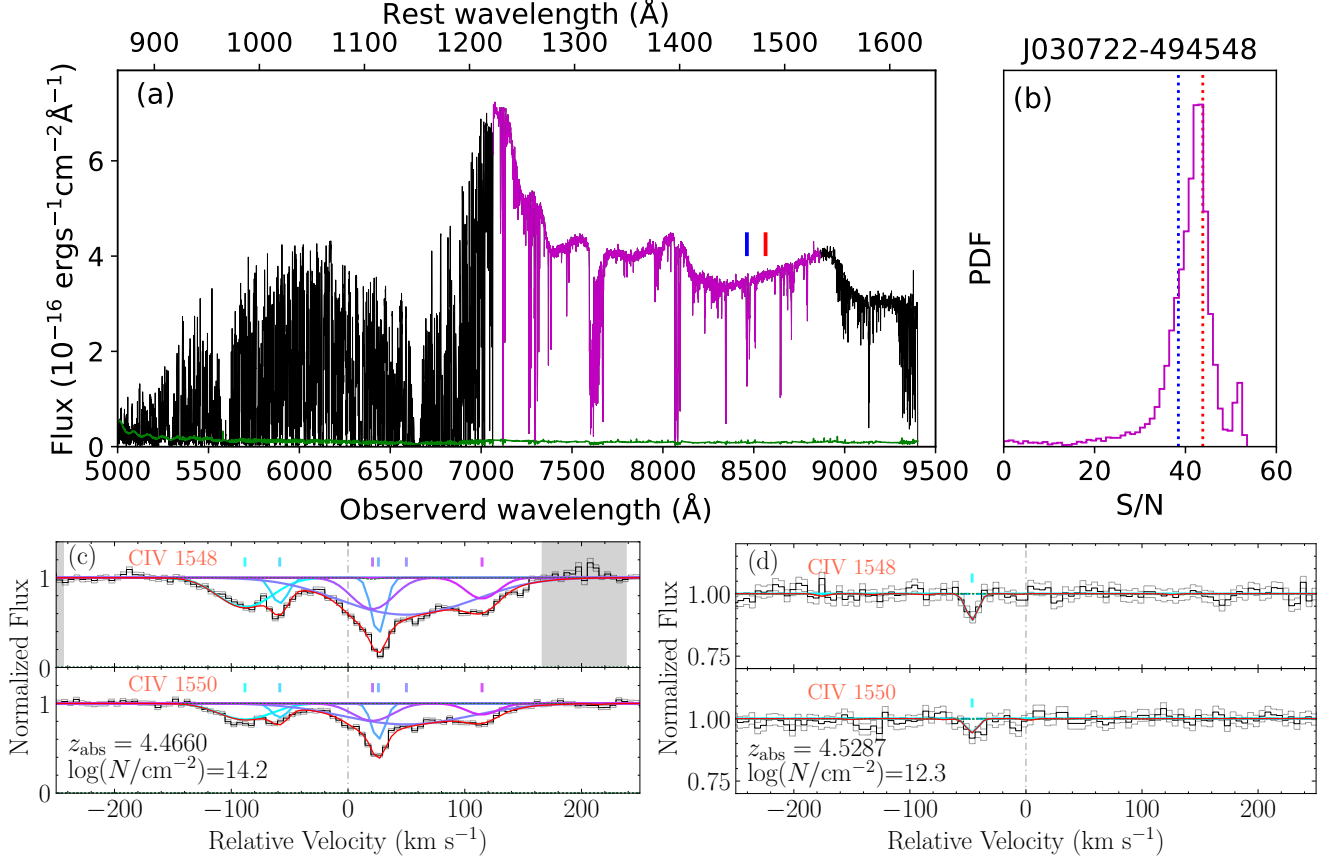 Rest wavelength (Å)
900 1000 1100 1200 1300 1400 1500 1600
(a)
Flux (10⁻¹⁶ ergs⁻¹cm⁻²Å⁻¹)
6
4
2
0
5000 5500 6000 6500 7000 7500 8000 8500 9000 9500
Observerd wavelength (Å)
J030722-494548
(b)
PDF
0 20 40 60
S/N
(c)
CIV 1548
1
0
CIV 1550
1
0
Normalized Flux
z_abs = 4.4660
log(N/cm⁻²)=14.2
−200 −100 0 100 200
Relative Velocity (km s⁻¹)
(d)
CIV 1548
1.00
0.75
CIV 1550
1.00
0.75
Normalized Flux
z_abs = 4.5287
log(N/cm⁻²)=12.3
−200 −100 0 100 200
Relative Velocity (km s⁻¹)